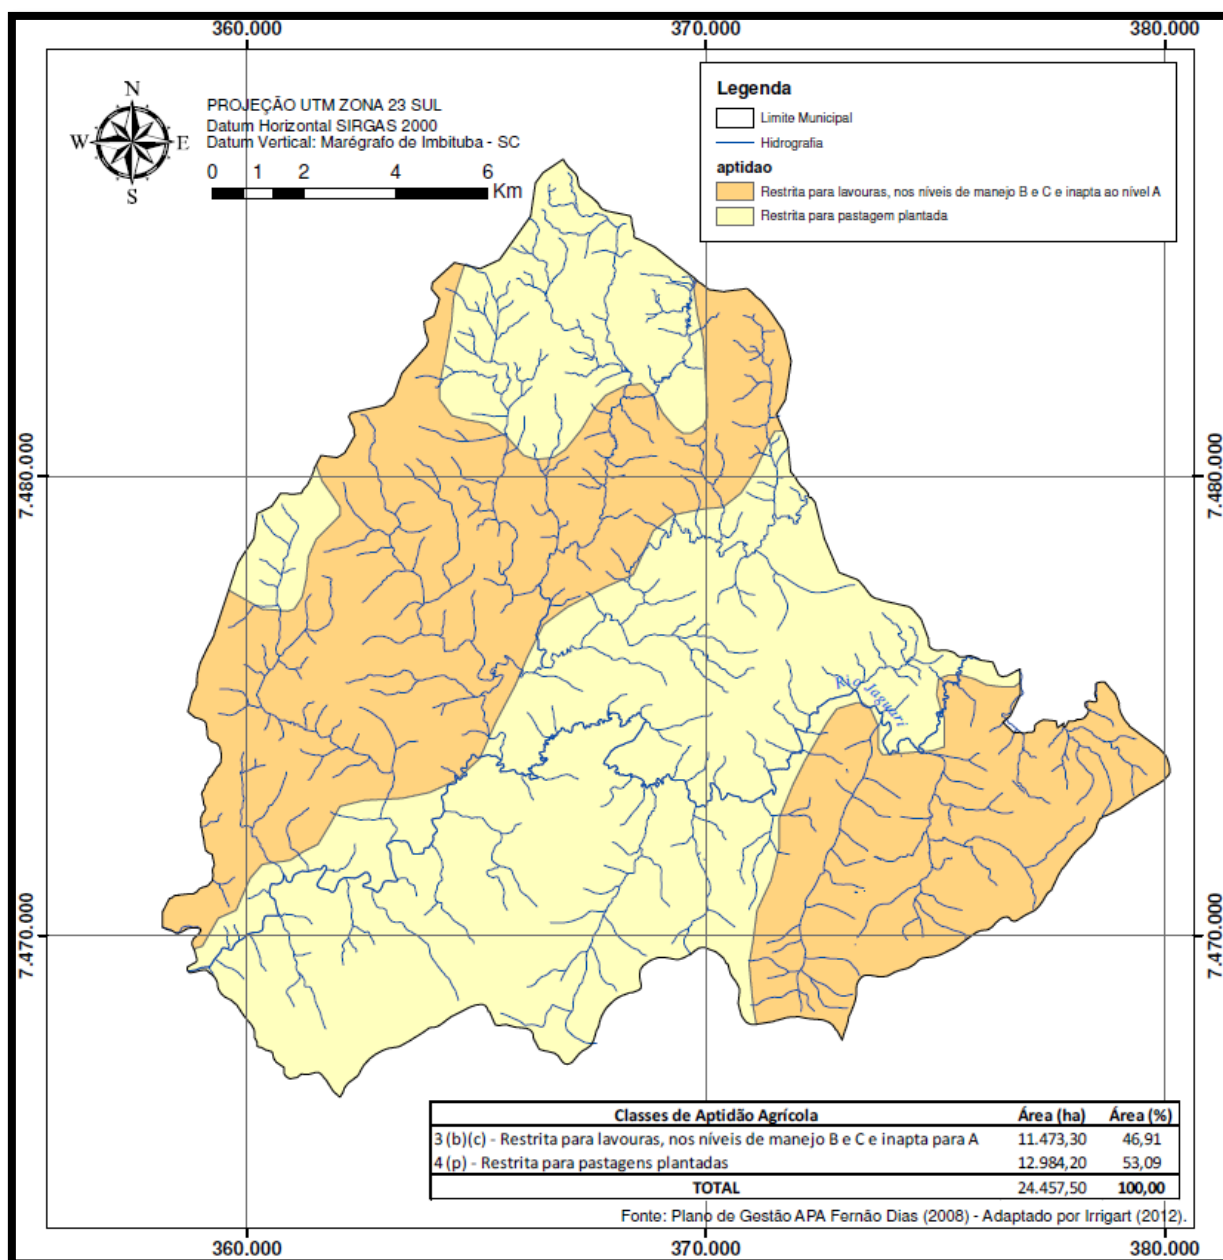 360.000 370.000 380.000
N
W E
S
PROJEÇÃO UTM ZONA 23 SUL
Datum Horizontal SIRGAS 2000
Datum Vertical: Marégrafo de Imbituba - SC
0 1 2 4 6
Km
Legenda
Limite Municipal
Hidrografia
aptidao
Restrita para lavouras, nos níveis de manejo B e C e inapta ao nível A
Restrita para pastagem plantada
7.480.000 7.480.000
Rio Jaguari
7.470.000 7.470.000
Classes de Aptidão Agrícola Área (ha) Área (%)
3 (b)(c) - Restrita para lavouras, nos níveis de manejo B e C e inapta para A 11.473,30 46,91
4 (p) - Restrita para pastagens plantadas 12.984,20 53,09
TOTAL 24.457,50 100,00
Fonte: Plano de Gestão APA Fernão Dias (2008) - Adaptado por Irrigart (2012).
360.000 370.000 380.000